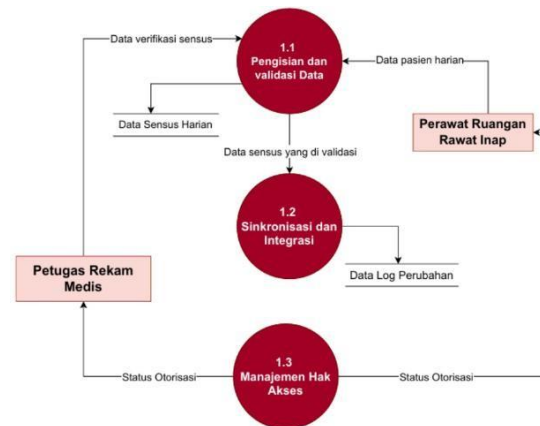 Data verifikasi sensus
1.1
Pengisian dan
validasi Data
Data pasien harian
Data Sensus Harian
Perawat Ruangan
Rawat Inap
Data sensus yang di validasi
1.2
Sinkronisasi dan
Integrasi
Petugas Rekam
Medis
Data Log Perubahan
1.3
Manajemen Hak
Akses
Status Otorisasi
Status Otorisasi